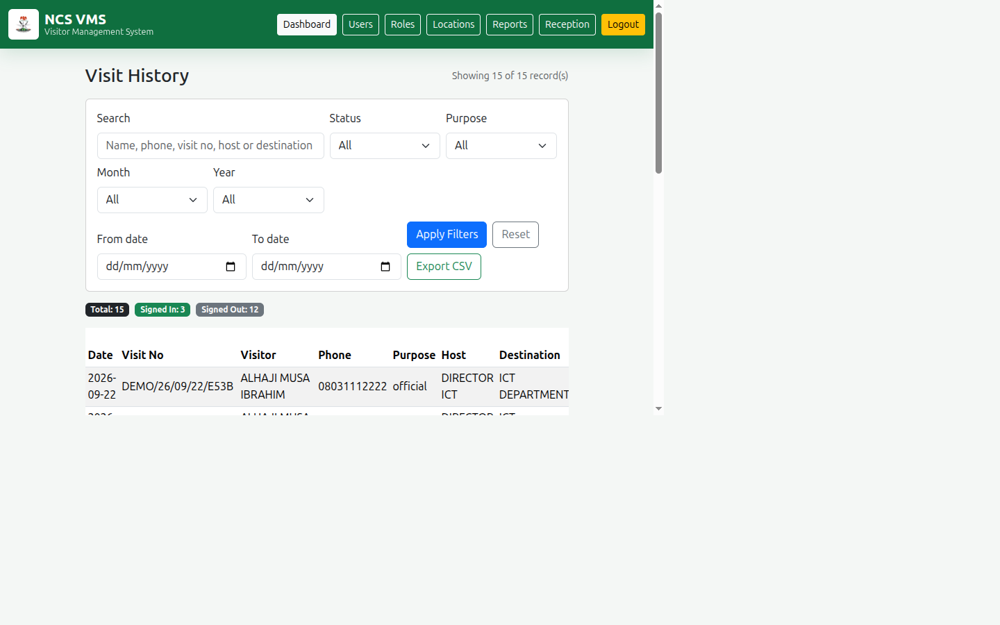 NCS VMS
Visitor Management System
Dashboard Users Roles Locations Reports Reception Logout
Visit History
Showing 15 of 15 record(s)
Search Status Purpose
Name, phone, visit no, host or destination All All
Month Year
All All
From date To date Apply Filters Reset
dd/mm/yyyy dd/mm/yyyy Export CSV
Total: 15 Signed In: 3 Signed Out: 12
Date Visit No Visitor Phone Purpose Host Destination
2026-09-22 DEMO/26/09/22/E53B ALHAJI MUSA IBRAHIM 08031112222 official DIRECTOR ICT ICT DEPARTMENT